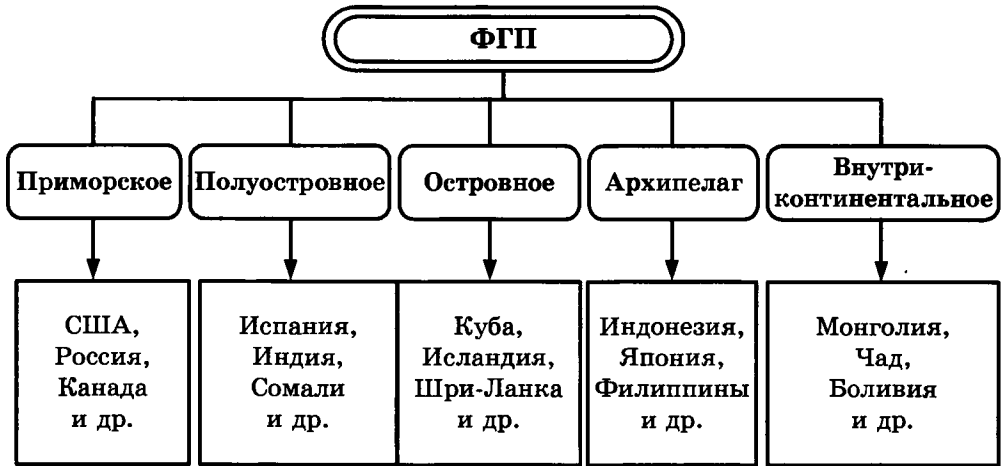 ФГП
Приморское
Полуостровное
Островное
Архипелаг
Внутри-
континентальное
США,
Россия,
Канада
и др.
Испания,
Индия,
Сомали
и др.
Куба,
Исландия,
Шри-Ланка
и др.
Индонезия,
Япония,
Филиппины
и др.
Монголия,
Чад,
Боливия
и др.